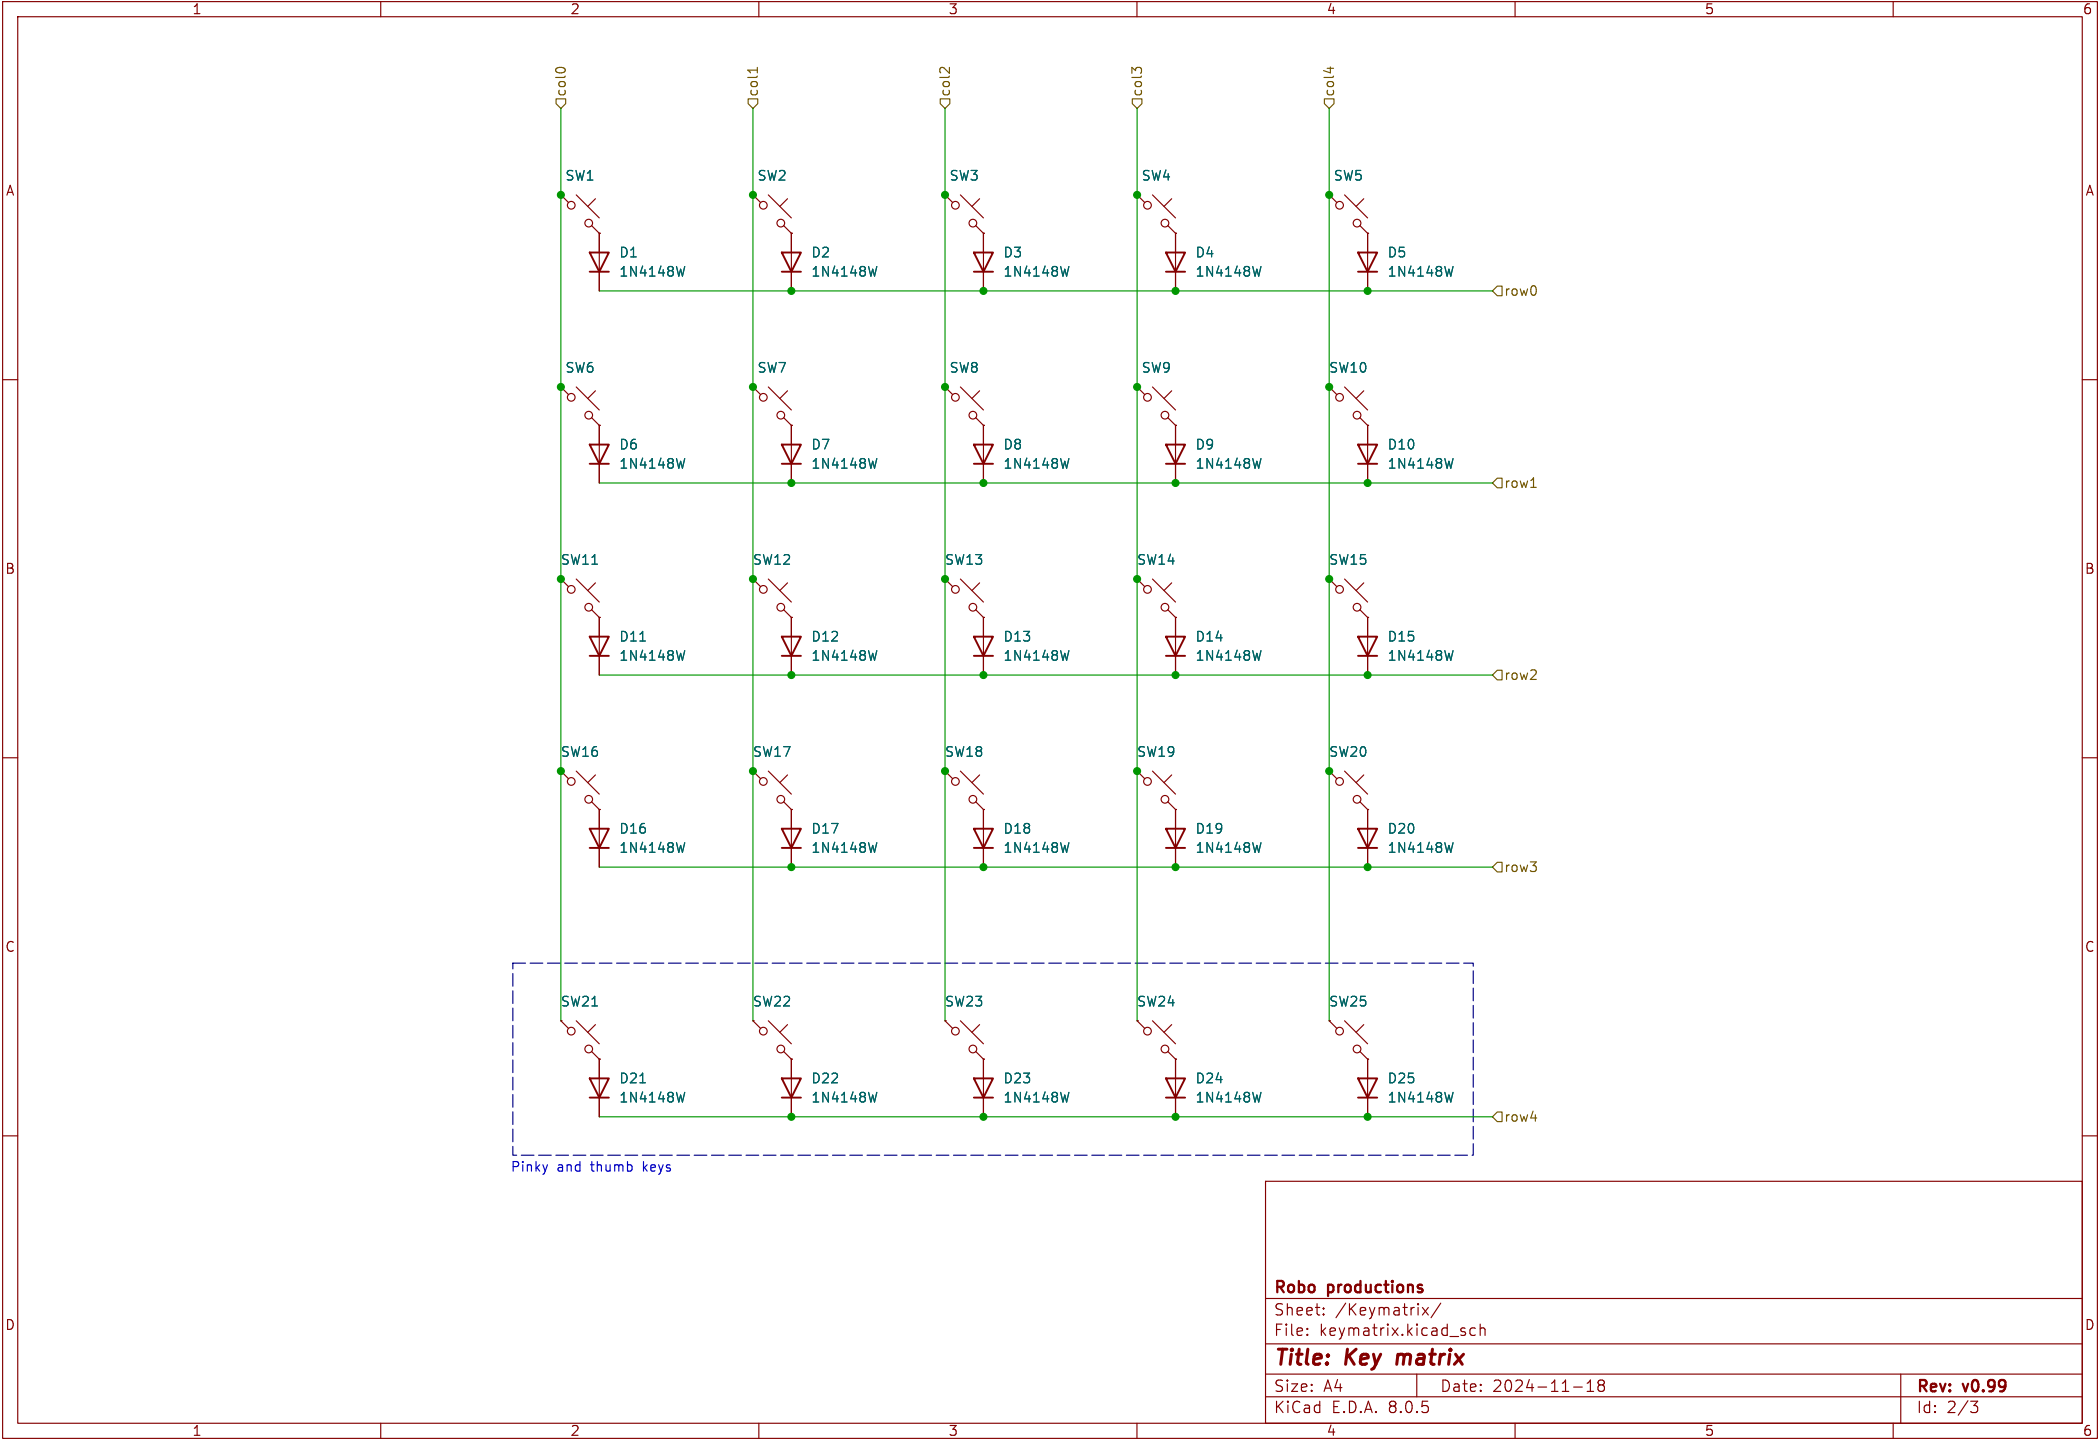 1 2 3 4 5 6
col0 col1 col2 col3 col4
SW1 SW2 SW3 SW4 SW5
A A
D1 D2 D3 D4 D5
1N4148W 1N4148W 1N4148W 1N4148W 1N4148W
row0
SW6 SW7 SW8 SW9 SW10
D6 D7 D8 D9 D10
1N4148W 1N4148W 1N4148W 1N4148W 1N4148W
row1
SW11 SW12 SW13 SW14 SW15
B B
D11 D12 D13 D14 D15
1N4148W 1N4148W 1N4148W 1N4148W 1N4148W
row2
SW16 SW17 SW18 SW19 SW20
D16 D17 D18 D19 D20
1N4148W 1N4148W 1N4148W 1N4148W 1N4148W
row3
C C
SW21 SW22 SW23 SW24 SW25
D21 D22 D23 D24 D25
1N4148W 1N4148W 1N4148W 1N4148W 1N4148W
row4
Pinky and thumb keys
Robo productions
Sheet: /Keymatrix/
D D
File: keymatrix.kicad_sch
Title: Key matrix
Size: A4 Date: 2024-11-18 Rev: v0.99
KiCad E.D.A. 8.0.5 Id: 2/3
1 2 3 4 5 6